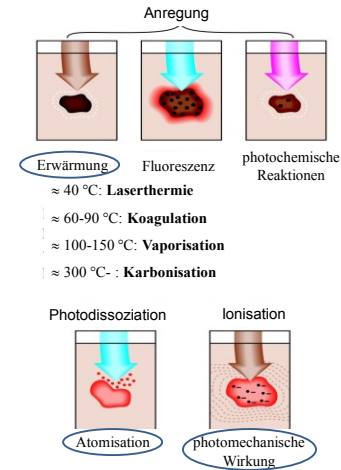 Anregung
Erwärmung
Fluoreszenz
photochemische
Reaktionen
≈ 40 °C: Laserthermie
≈ 60-90 °C: Koagulation
≈ 100-150 °C: Vaporisation
≈ 300 °C- : Karbonisation
Photodissoziation
Ionisation
Atomisation
photomechanische
Wirkung